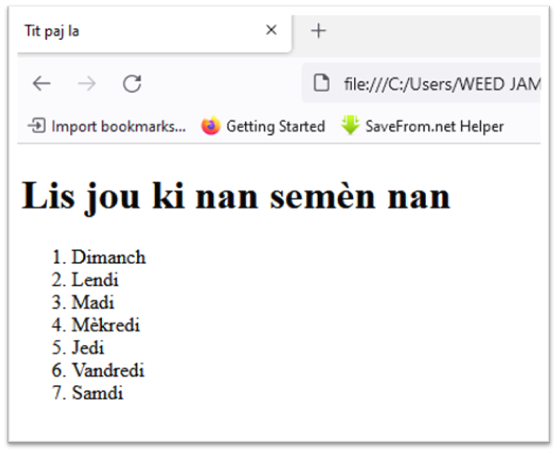 Tit paj la
file:///C:/Users/WEED JAM
Import bookmarks... Getting Started SaveFrom.net Helper
Lis jou ki nan semèn nan
1. Dimanch
2. Lendi
3. Madi
4. Mèkredi
5. Jedi
6. Vandredi
7. Samdi